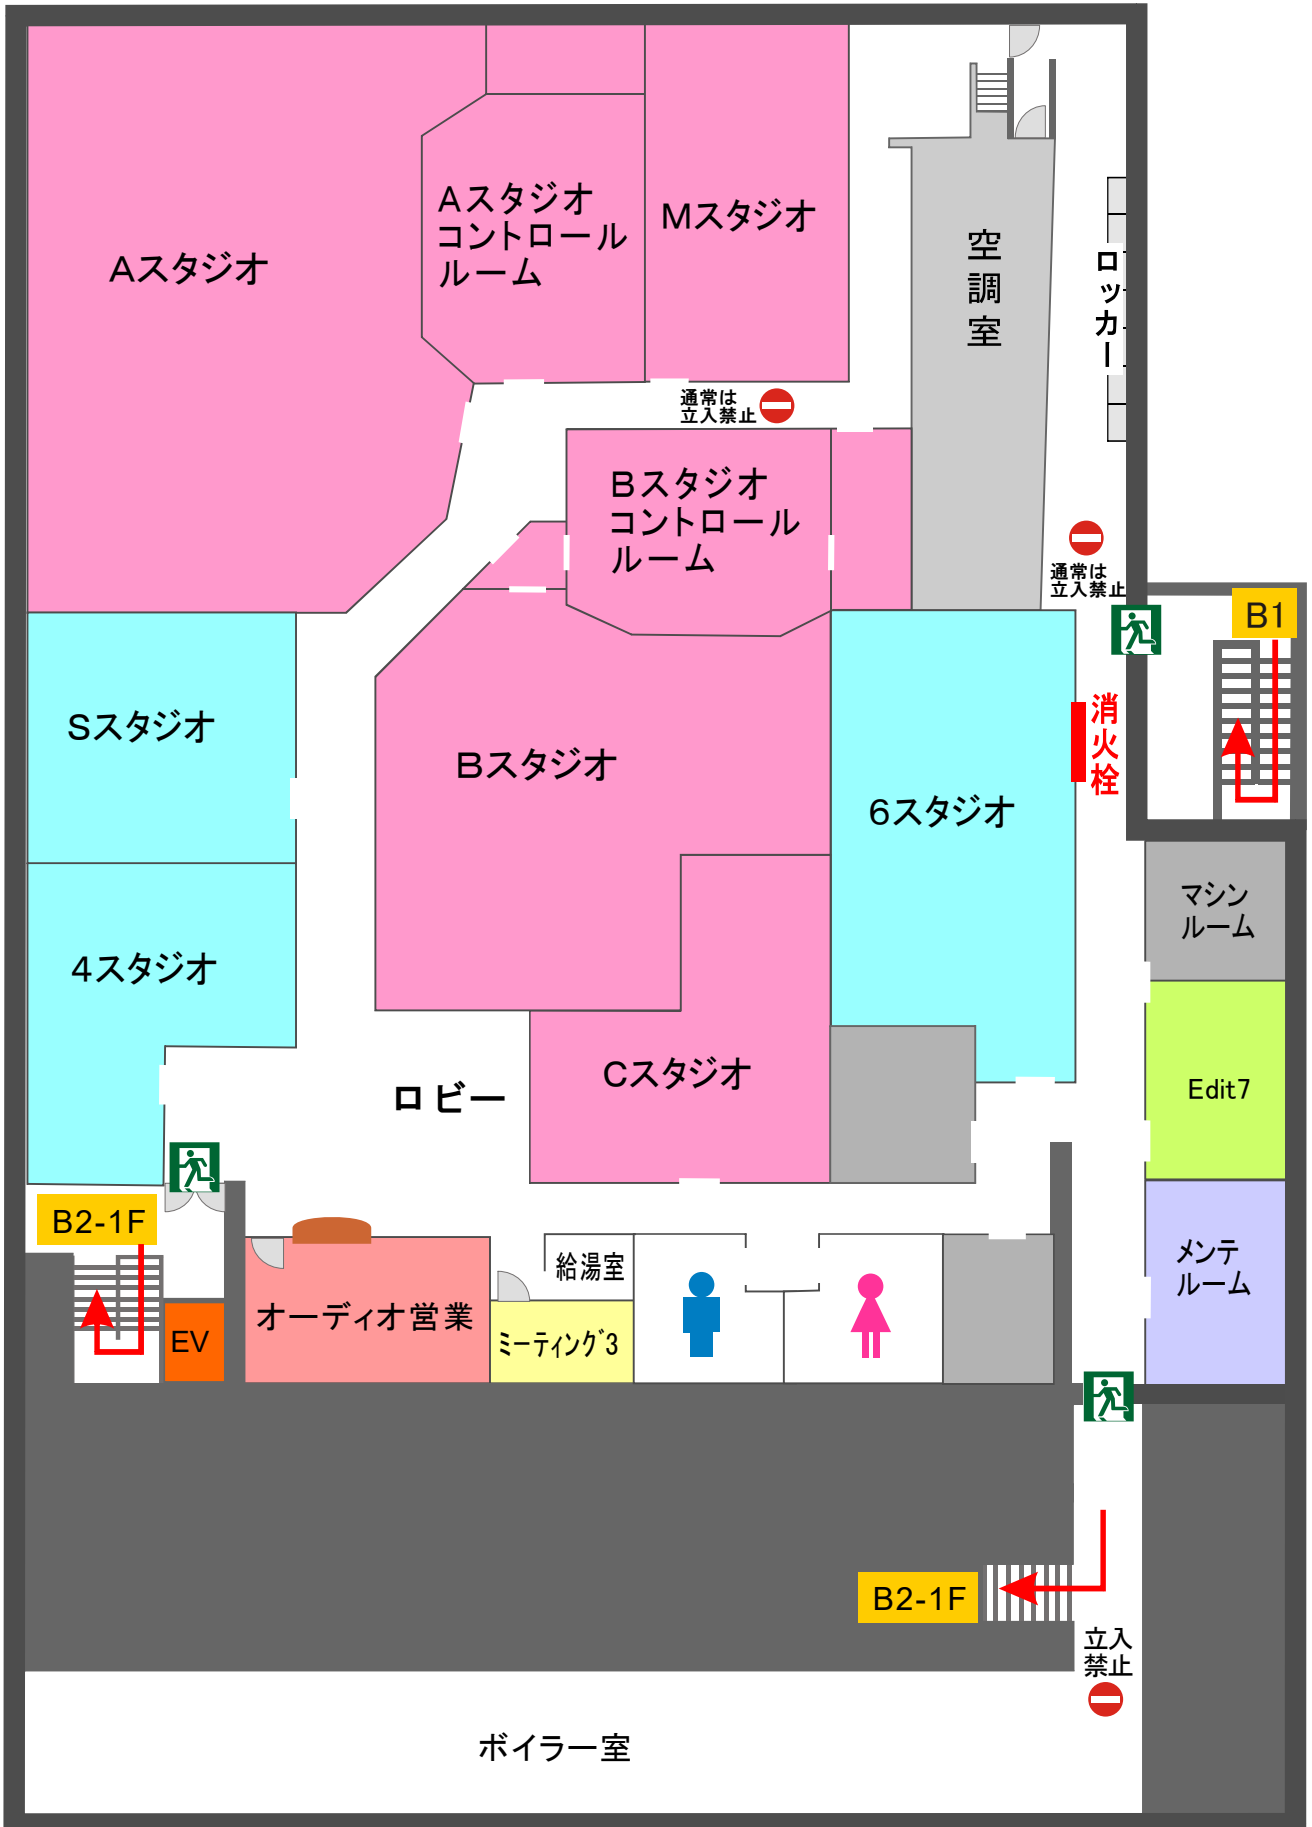 Aスタジオ
Aスタジオ
コントロール
ルーム
Mスタジオ
空調室
ロッカー
通常は
立入禁止
Bスタジオ
コントロール
ルーム
通常は
立入禁止
B1
Sスタジオ
Bスタジオ
6スタジオ
消火栓
マシン
ルーム
4スタジオ
Cスタジオ
ロビー
Edit7
B2-1F
メンテ
ルーム
給湯室
オーディオ営業
EV
ミーティング3
B2-1F
立入
禁止
ボイラー室